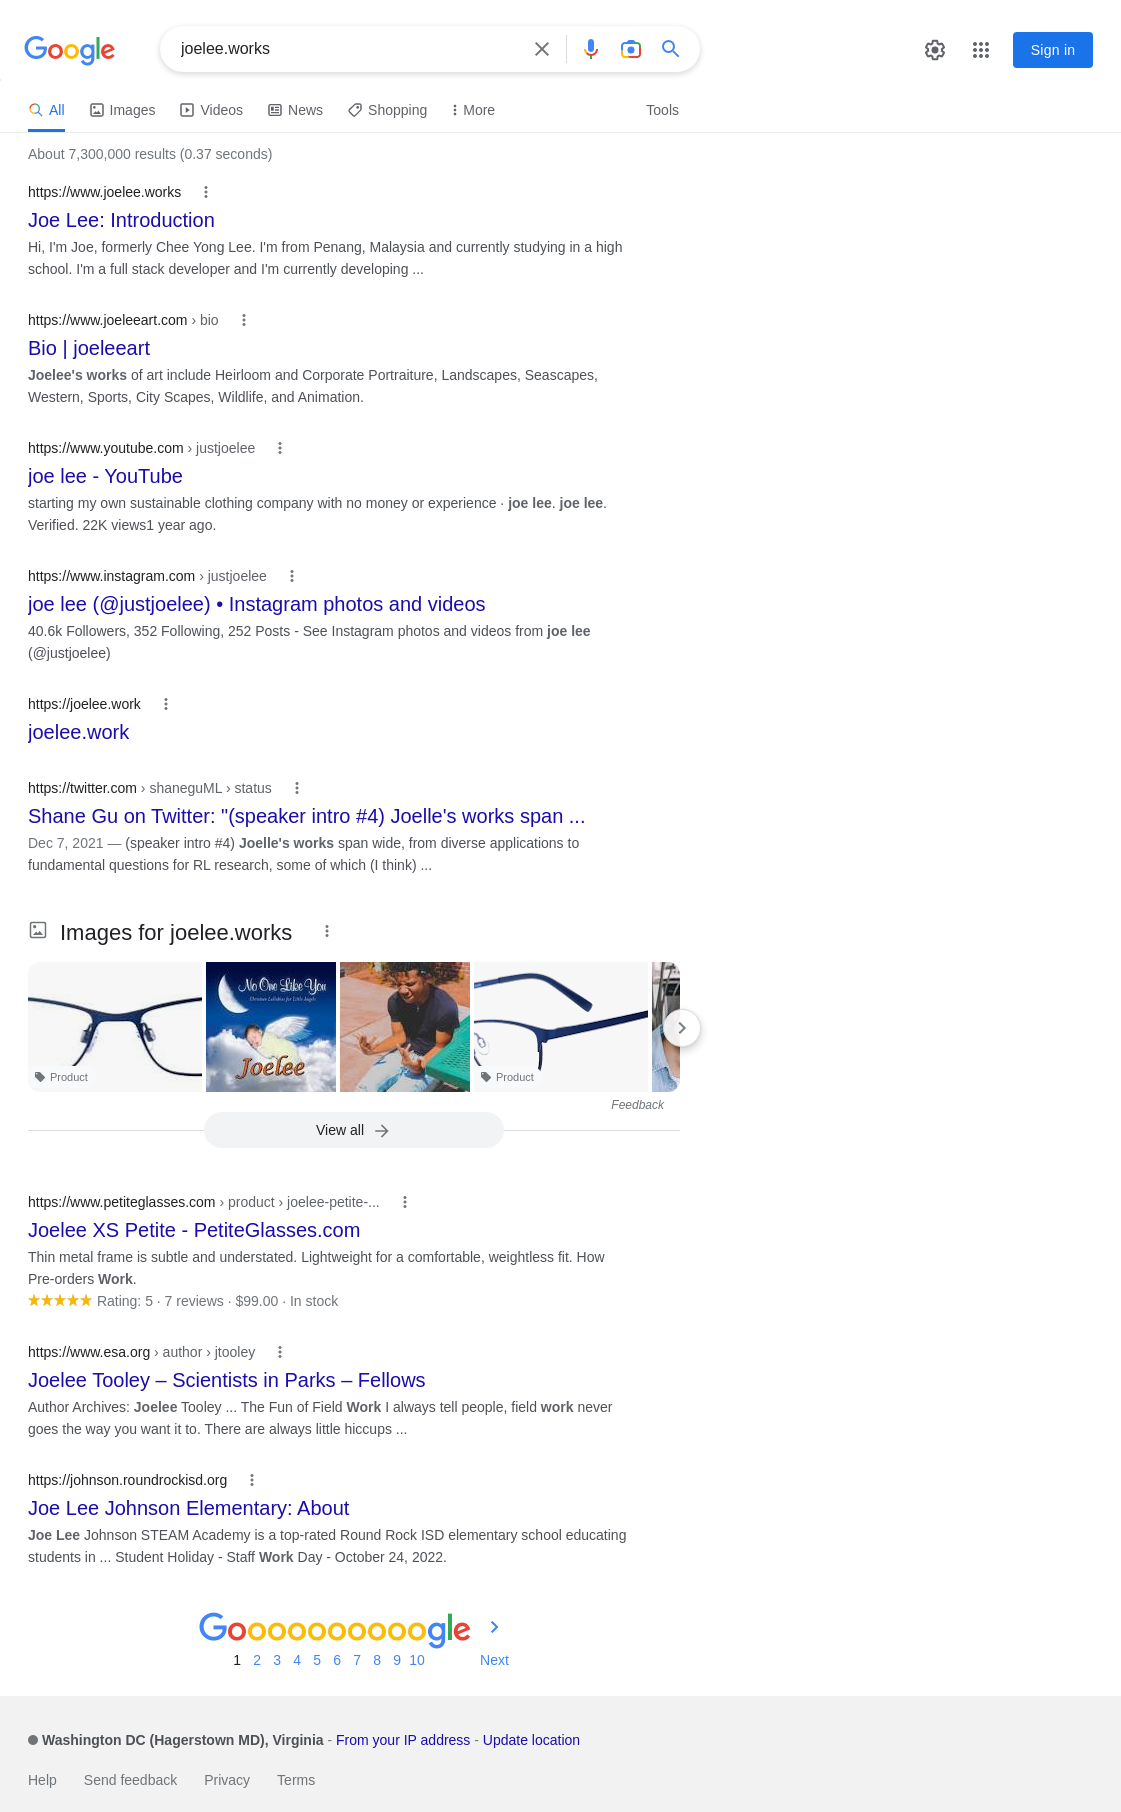 Google
joelee.works
Sign in
All Images Videos News Shopping More Tools
About 7,300,000 results (0.37 seconds)
https://www.joelee.works
Joe Lee: Introduction
Hi, I'm Joe, formerly Chee Yong Lee. I'm from Penang, Malaysia and currently studying in a high
school. I'm a full stack developer and I'm currently developing ...
https://www.joeleeart.com › bio
Bio | joeleeart
Joelee's works of art include Heirloom and Corporate Portraiture, Landscapes, Seascapes,
Western, Sports, City Scapes, Wildlife, and Animation.
https://www.youtube.com › justjoelee
joe lee - YouTube
starting my own sustainable clothing company with no money or experience · joe lee. joe lee.
Verified. 22K views1 year ago.
https://www.instagram.com › justjoelee
joe lee (@justjoelee) • Instagram photos and videos
40.6k Followers, 352 Following, 252 Posts - See Instagram photos and videos from joe lee
(@justjoelee)
https://joelee.work
joelee.work
https://twitter.com › shaneguML › status
Shane Gu on Twitter: "(speaker intro #4) Joelle's works span ...
Dec 7, 2021 — (speaker intro #4) Joelle's works span wide, from diverse applications to
fundamental questions for RL research, some of which (I think) ...
Images for joelee.works
No One Like You
Christian Lullabies for Little Angels
Joelee
Product
Product
Feedback
View all
https://www.petiteglasses.com › product › joelee-petite-...
Joelee XS Petite - PetiteGlasses.com
Thin metal frame is subtle and understated. Lightweight for a comfortable, weightless fit. How
Pre-orders Work.
Rating: 5 · 7 reviews · $99.00 · In stock
https://www.esa.org › author › jtooley
Joelee Tooley – Scientists in Parks – Fellows
Author Archives: Joelee Tooley ... The Fun of Field Work I always tell people, field work never
goes the way you want it to. There are always little hiccups ...
https://johnson.roundrockisd.org
Joe Lee Johnson Elementary: About
Joe Lee Johnson STEAM Academy is a top-rated Round Rock ISD elementary school educating
students in ... Student Holiday - Staff Work Day - October 24, 2022.
Goooooooooogle
1 2 3 4 5 6 7 8 9 10 Next
Washington DC (Hagerstown MD), Virginia - From your IP address - Update location
Help Send feedback Privacy Terms